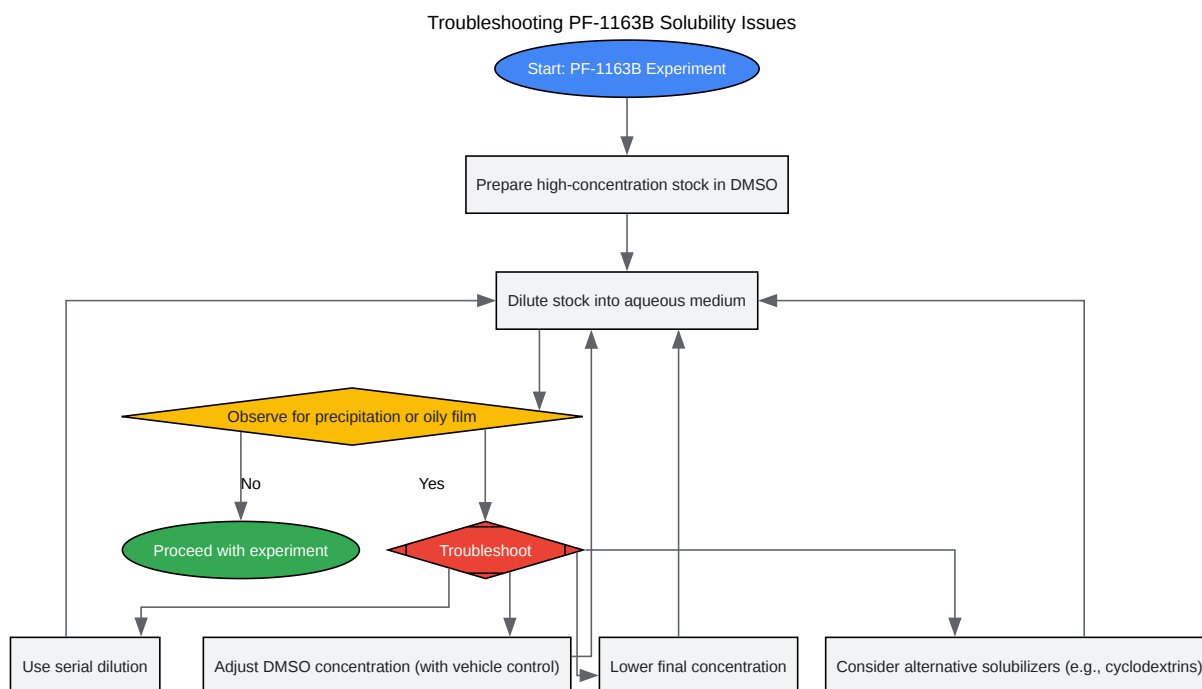 Troubleshooting PF-1163B Solubility Issues
Start: PF-1163B Experiment
Prepare high-concentration stock in DMSO
Dilute stock into aqueous medium
Observe for precipitation or oily film
No
Yes
Proceed with experiment
Troubleshoot
Use serial dilution
Adjust DMSO concentration (with vehicle control)
Lower final concentration
Consider alternative solubilizers (e.g., cyclodextrins)